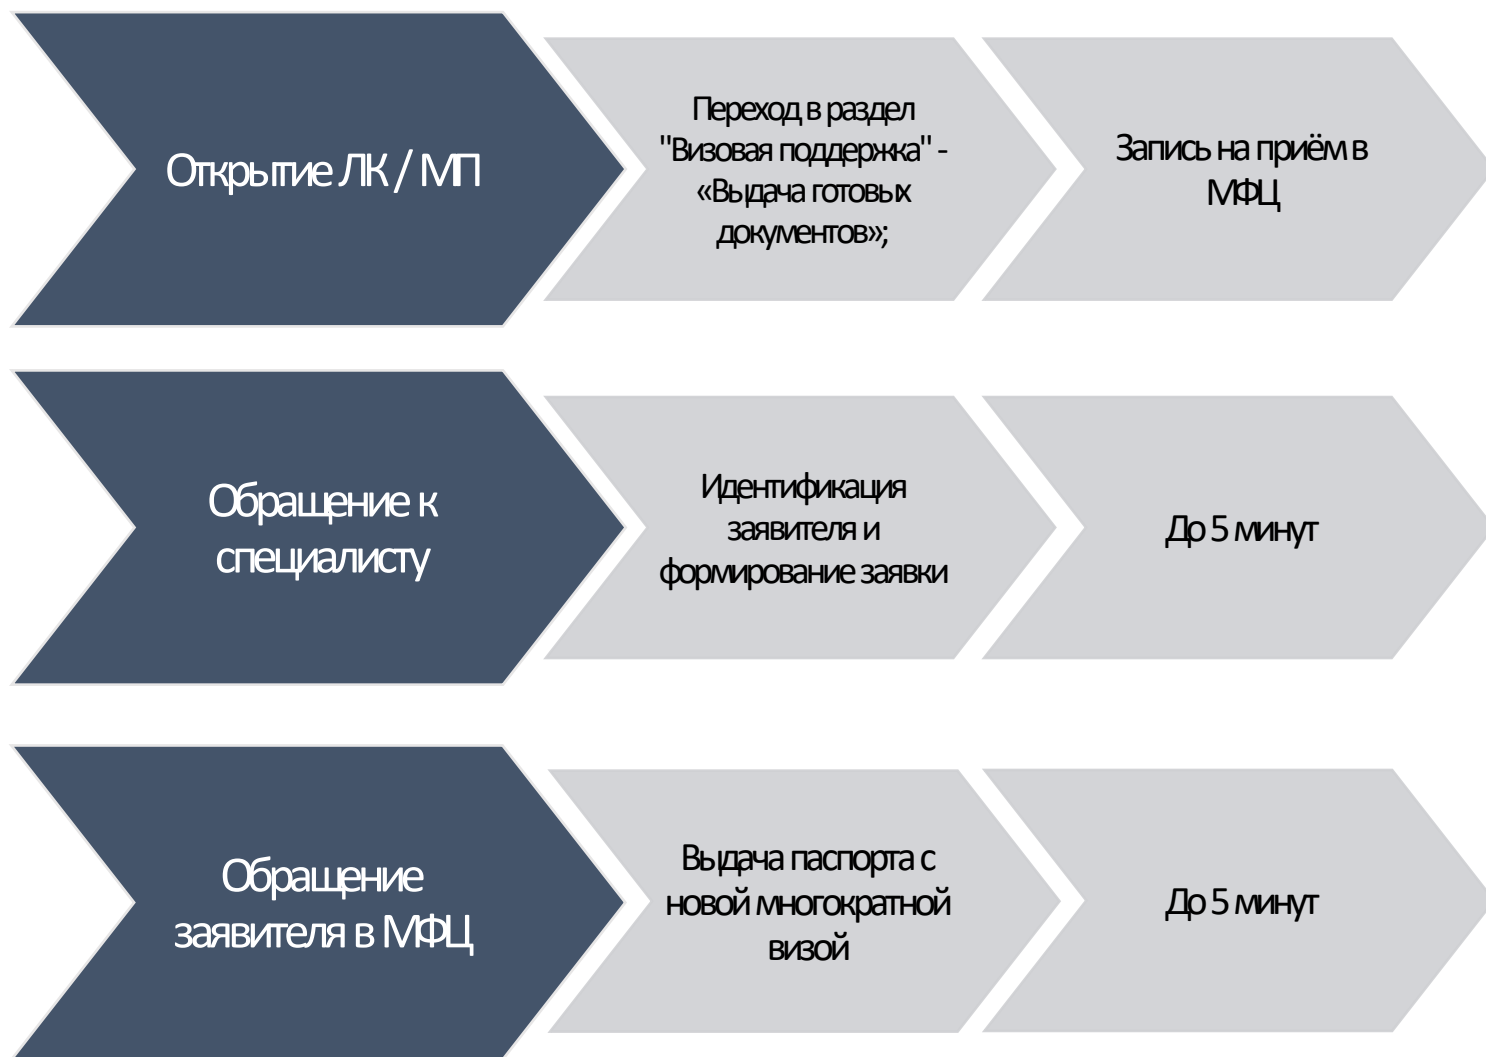 Открытие ЛК / МП
Переход в раздел
"Визовая поддержка" -
«Выдача готовых
документов»;
Запись на приём в
МФЦ
Обращение к
специалисту
Идентификация
заявителя и
формирование заявки
До 5 минут
Обращение
заявителя в МФЦ
Выдача паспорта с
новой многократной
визой
До 5 минут